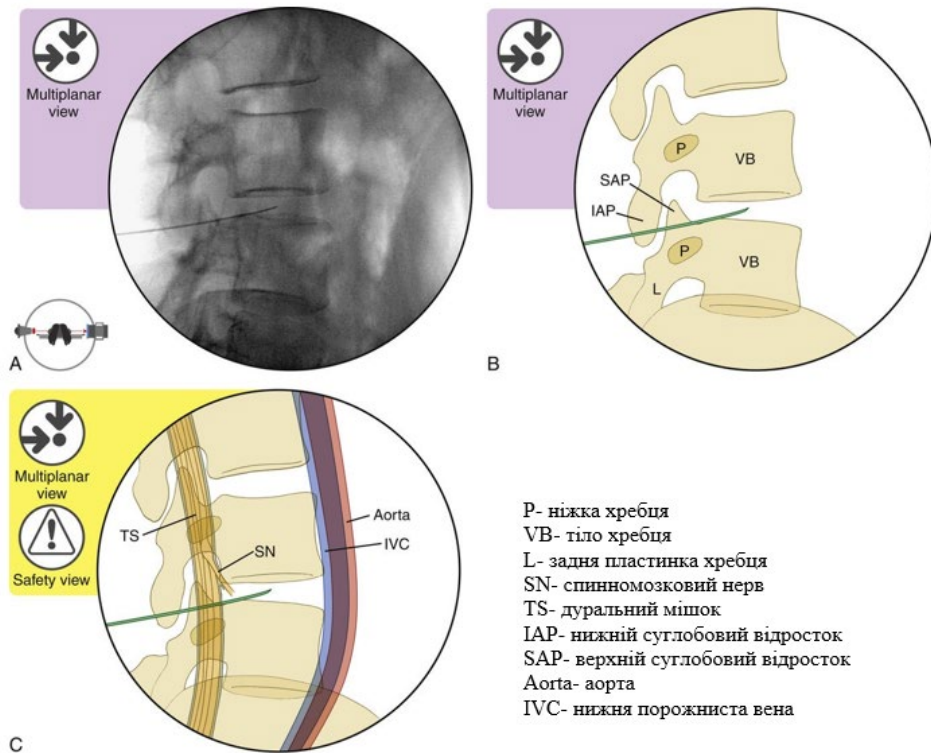 Multiplanar
view
A
Multiplanar
view
P
VB
SAP
IAP
P
VB
L
B
Multiplanar
view
Safety view
TS
SN
Aorta
IVC
C
P- ніжка хребця
VB- тіло хребця
L- задня пластинка хребця
SN- спинномозковий нерв
TS- дуральний мішок
IAP- нижній суглобовий відросток
SAP- верхній суглобовий відросток
Aorta- аорта
IVC- нижня порожниста вена